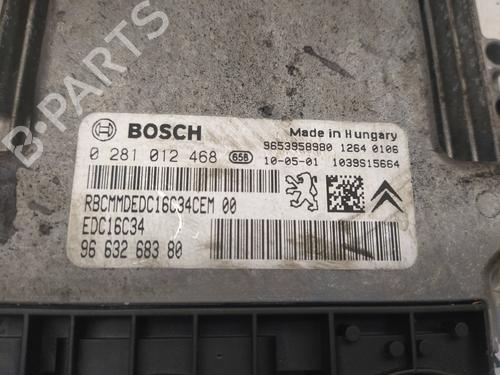 B-PARTS
BOSCH
Made in Hungary
9653958980 1264 0106
0 281 012 468 658 10-05-01 1039S15664
RBCMMDEDC16C34CEM 00
EDC16C34
96 632 683 80